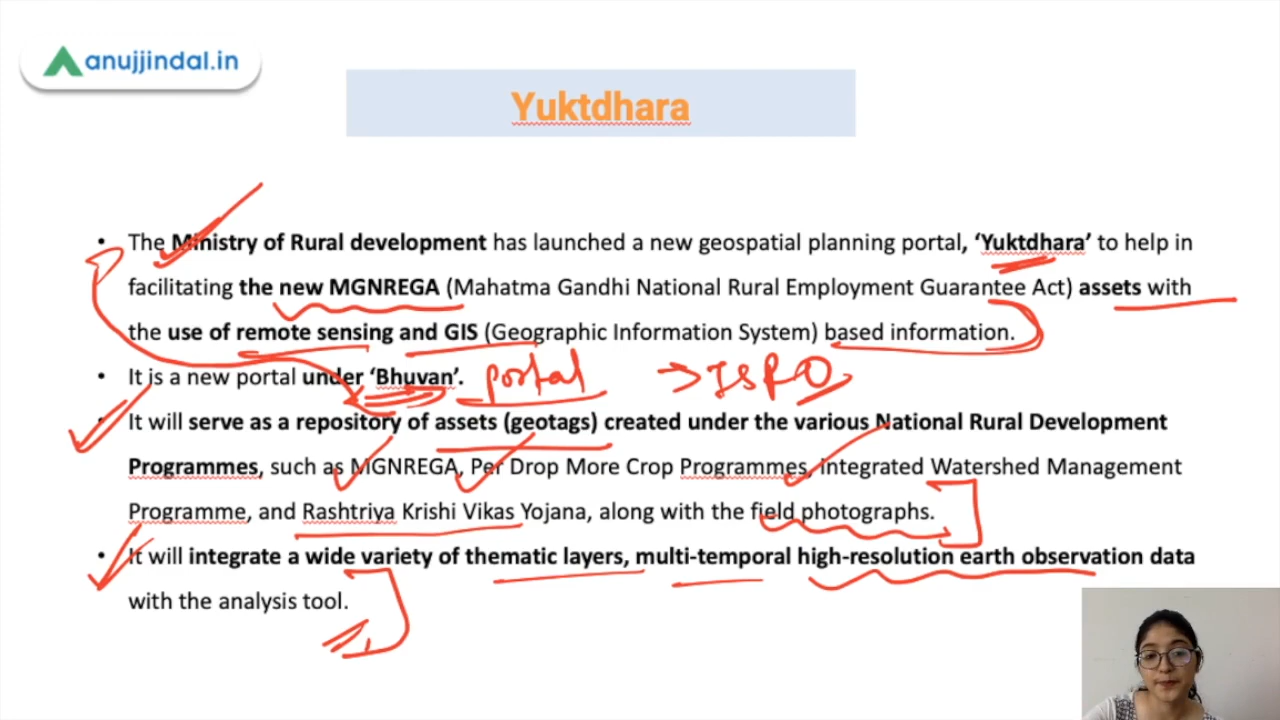 anujjindal.in
Yuktdhara
• The Ministry of Rural development has launched a new geospatial planning portal, ‘Yuktdhara’ to help in
facilitating the new MGNREGA (Mahatma Gandhi National Rural Employment Guarantee Act) assets with
the use of remote sensing and GIS (Geographic Information System) based information.
• It is a new portal under ‘Bhuvan’. portal → ISRO
• It will serve as a repository of assets (geotags) created under the various National Rural Development
Programmes, such as MGNREGA, Per Drop More Crop Programmes, Integrated Watershed Management
Programme, and Rashtriya Krishi Vikas Yojana, along with the field photographs.
• It will integrate a wide variety of thematic layers, multi-temporal high-resolution earth observation data
with the analysis tool.